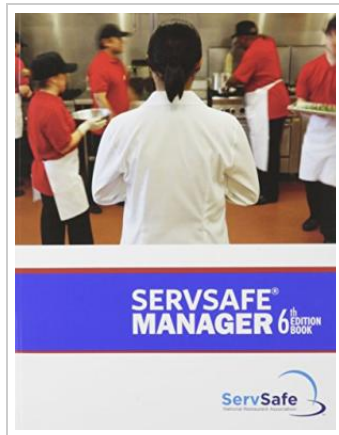 SERVSAFE®
MANAGER 6th EDITION BOOK
ServSafe
National Restaurant Association